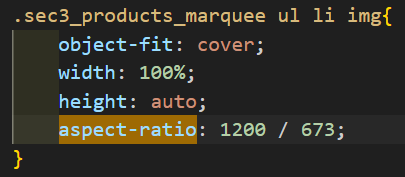 .sec3_products_marquee ul li img{
object-fit: cover;
width: 100%;
height: auto;
aspect-ratio: 1200 / 673;
}